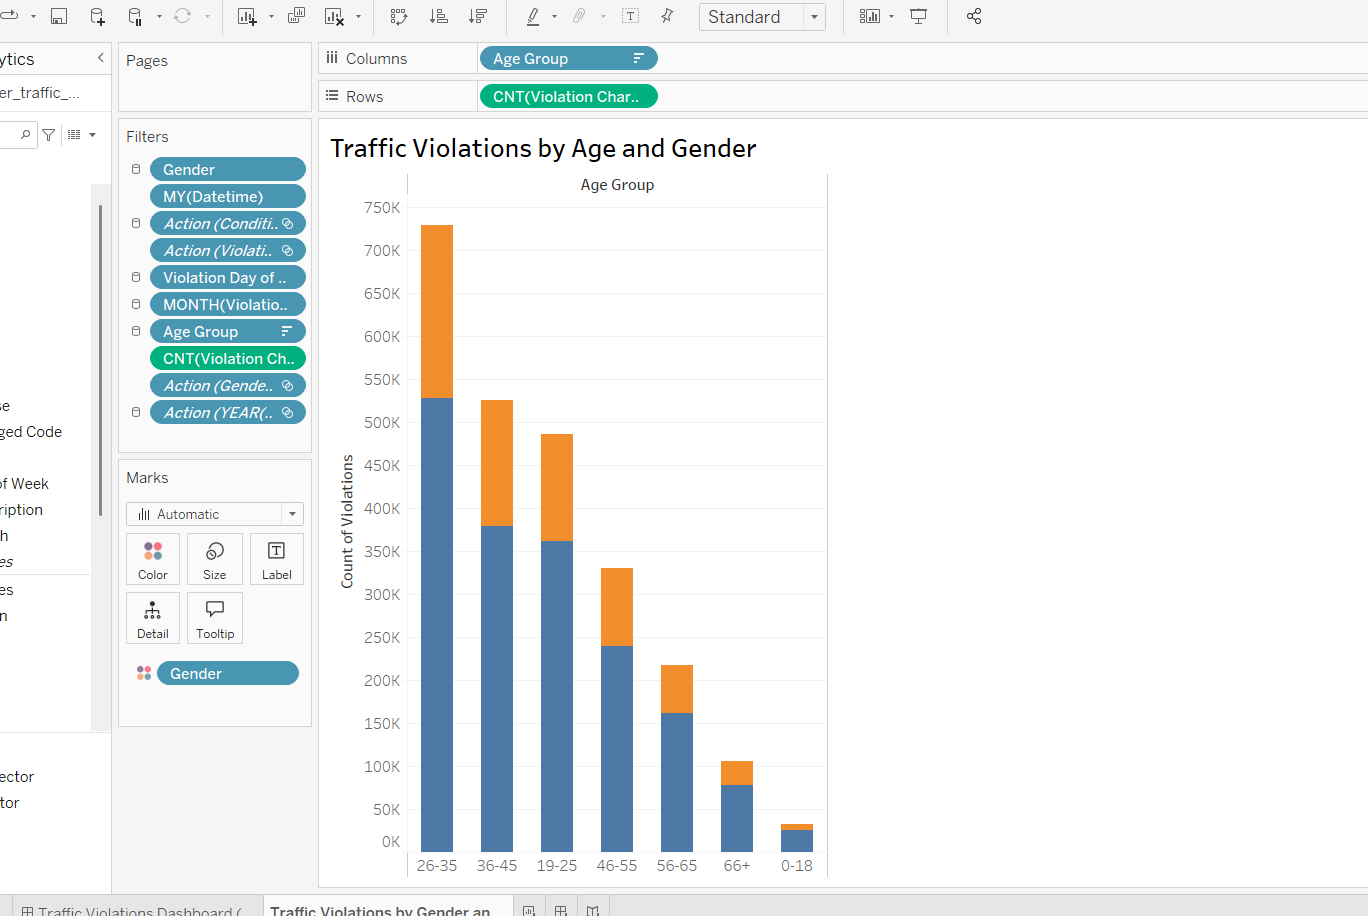 Standard
ytics
er_traffic_...
se
ged Code
of Week
ription
h
es
es
n
ector
tor
Pages
Filters
Gender
MY(Datetime)
Action (Conditi..
Action (Violati..
Violation Day of ..
MONTH(Violatio..
Age Group
CNT(Violation Ch..
Action (Gende..
Action (YEAR(..
Marks
Automatic
Color
Size
Label
Detail
Tooltip
Gender
Columns
Age Group
Rows
CNT(Violation Char..
Traffic Violations by Age and Gender
Age Group
Count of Violations
750K
700K
650K
600K
550K
500K
450K
400K
350K
300K
250K
200K
150K
100K
50K
0K
26-35 36-45 19-25 46-55 56-65 66+ 0-18
Traffic Violations Dashboard (
Traffic Violations by Gender an